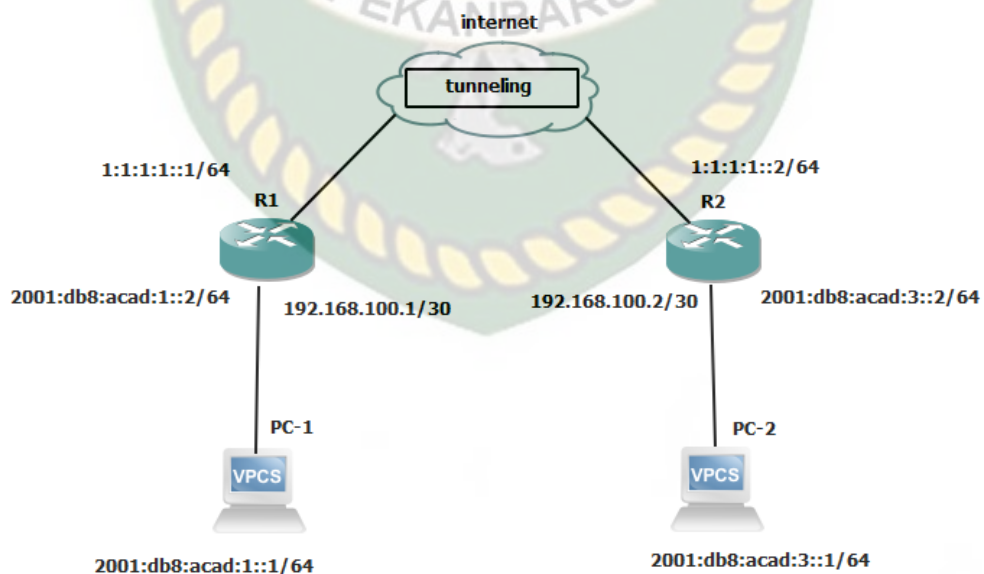 PEKANBARU
internet
tunneling
1:1:1:1::1/64
1:1:1:1::2/64
R1
R2
2001:db8:acad:1::2/64
192.168.100.1/30
192.168.100.2/30
2001:db8:acad:3::2/64
PC-1
PC-2
VPCS
VPCS
2001:db8:acad:1::1/64
2001:db8:acad:3::1/64